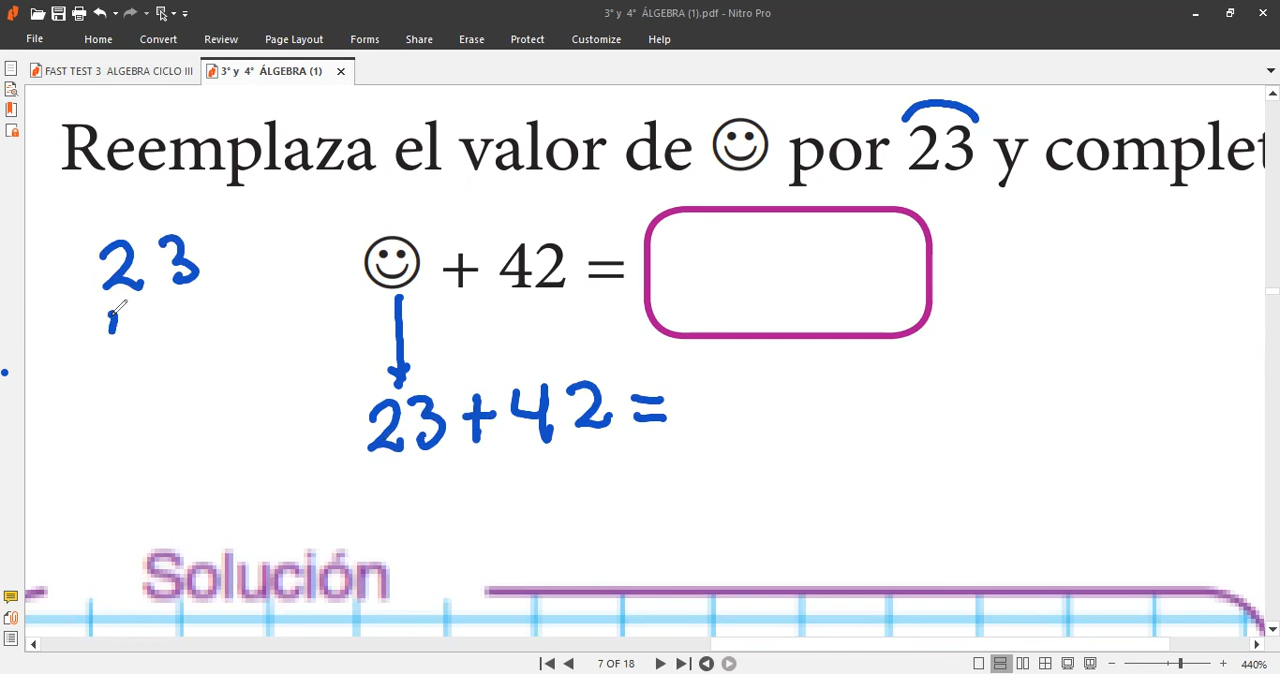 3° y 4° ÁLGEBRA (1).pdf - Nitro Pro
File Home Convert Review Page Layout Forms Share Erase Protect Customize Help
FAST TEST 3 ALGEBRA CICLO III
3° y 4° ÁLGEBRA (1)
Reemplaza el valor de ☺ por 23 y complet
23
☺ + 42 =
23+42=
Solución
7 OF 18
440%